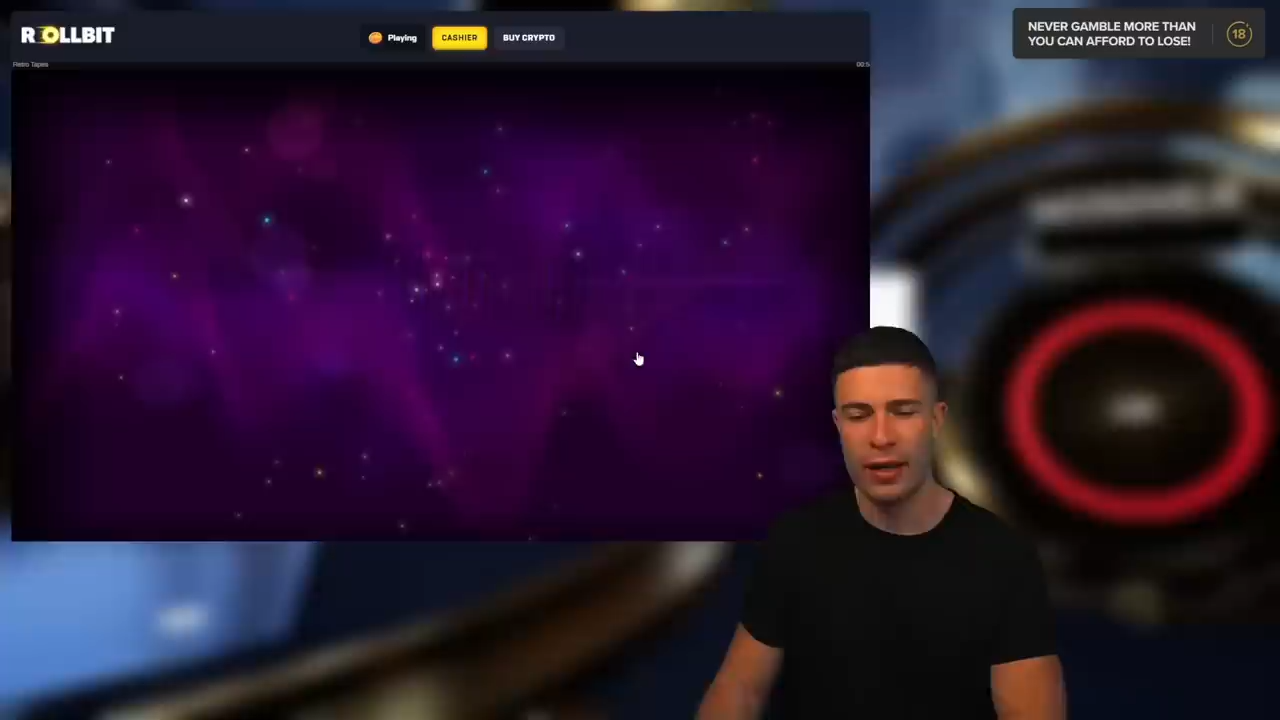 ROLLBIT
Playing
CASHIER
BUY CRYPTO
NEVER GAMBLE MORE THAN
YOU CAN AFFORD TO LOSE!
18+
Retro Tapes